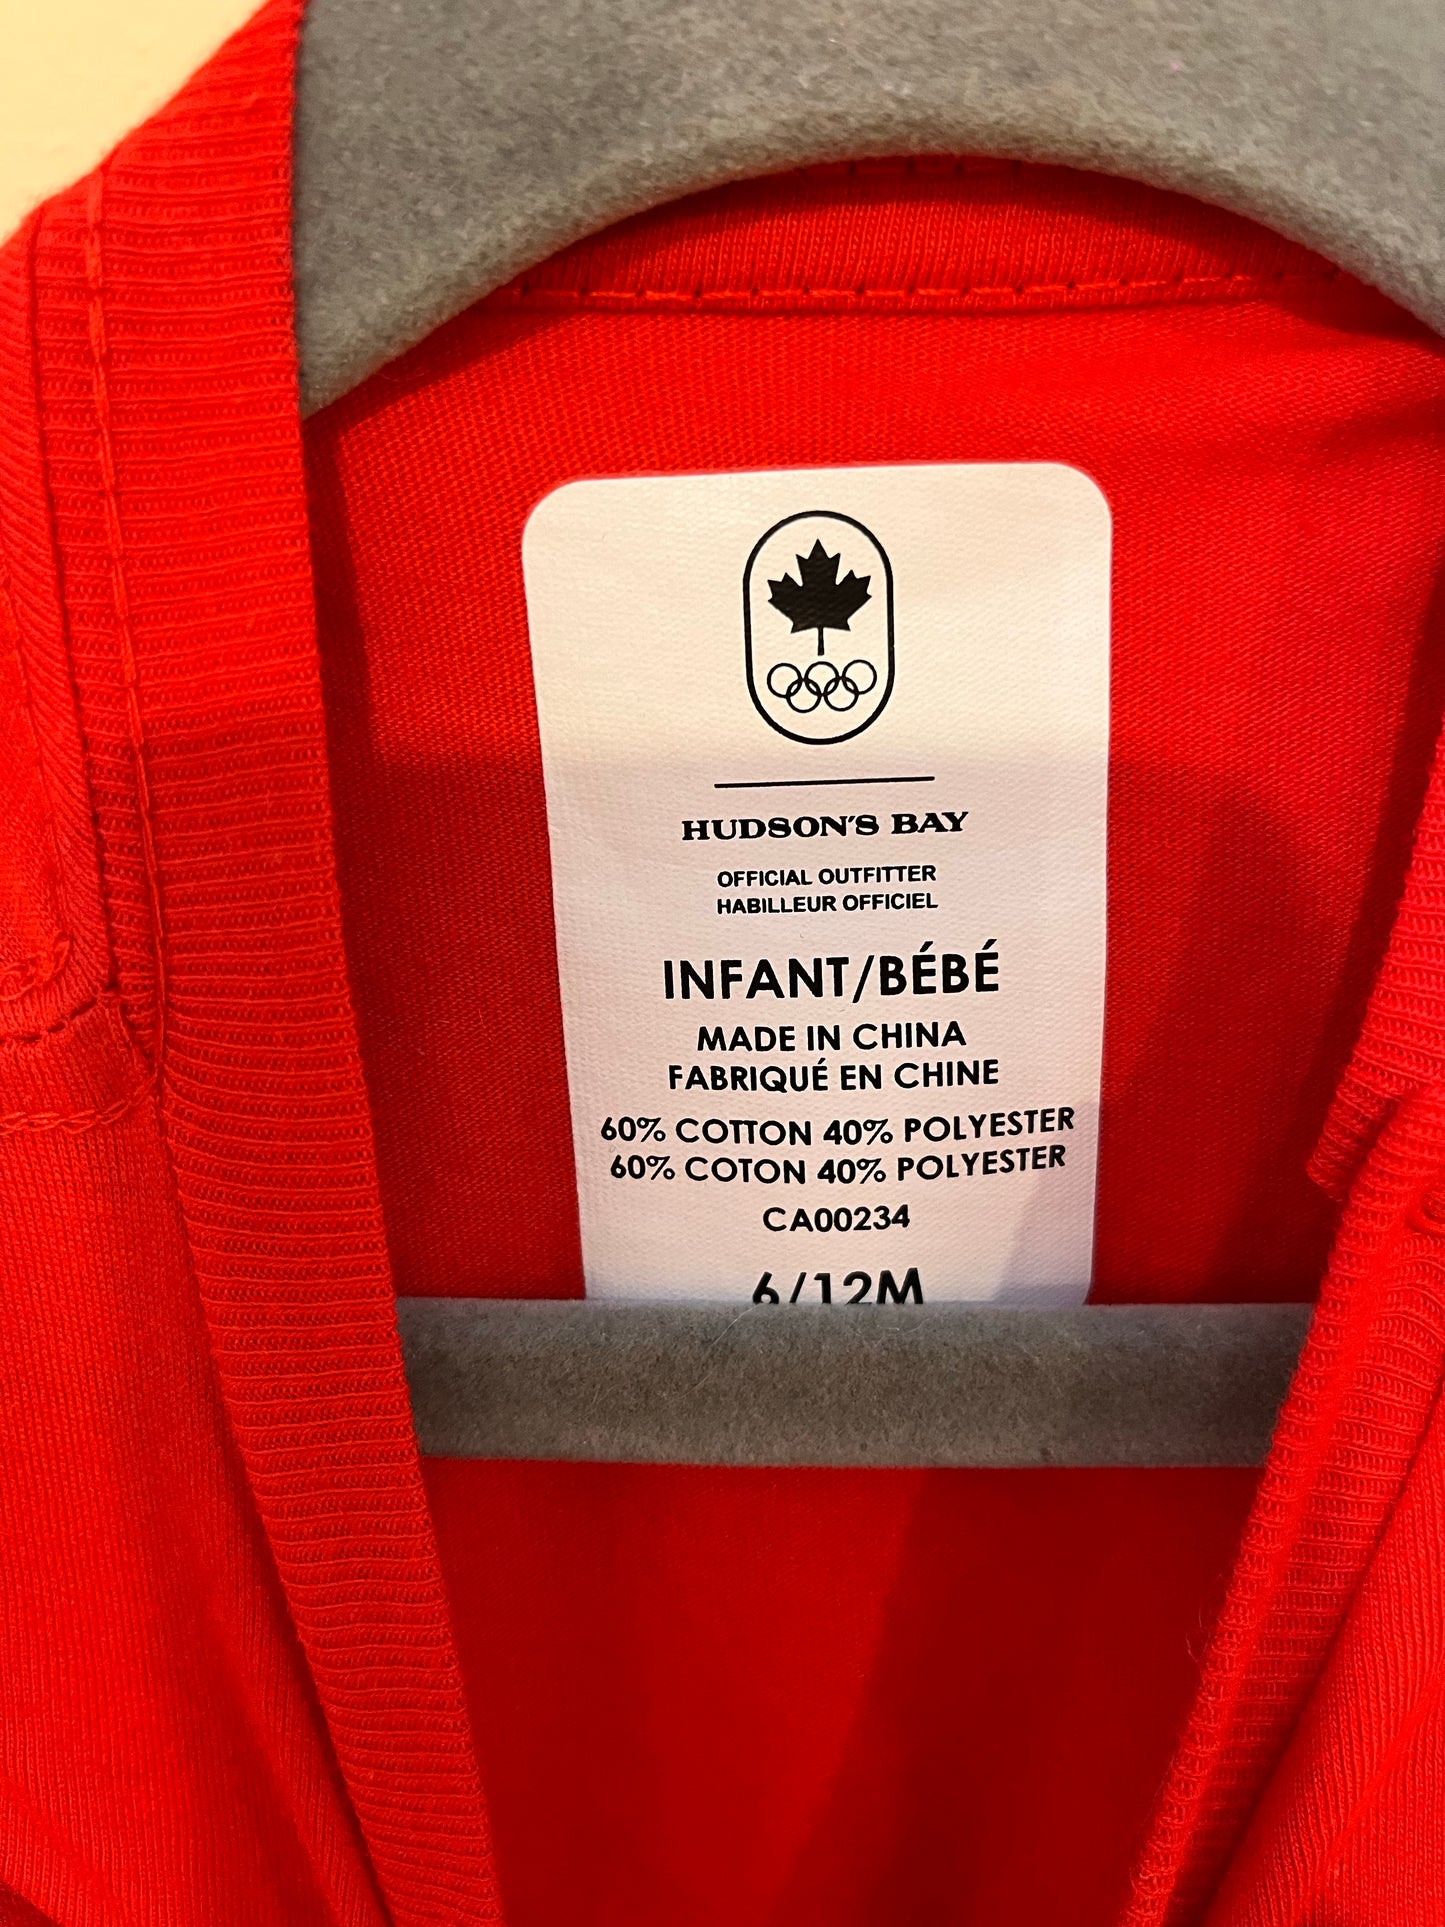 HUDSON'S BAY
OFFICIAL OUTFITTER
HABILLEUR OFFICIEL
INFANT/BÉBÉ
MADE IN CHINA
FABRIQUÉ EN CHINE
60% COTTON 40% POLYESTER
60% COTON 40% POLYESTER
CA00234
6/12M